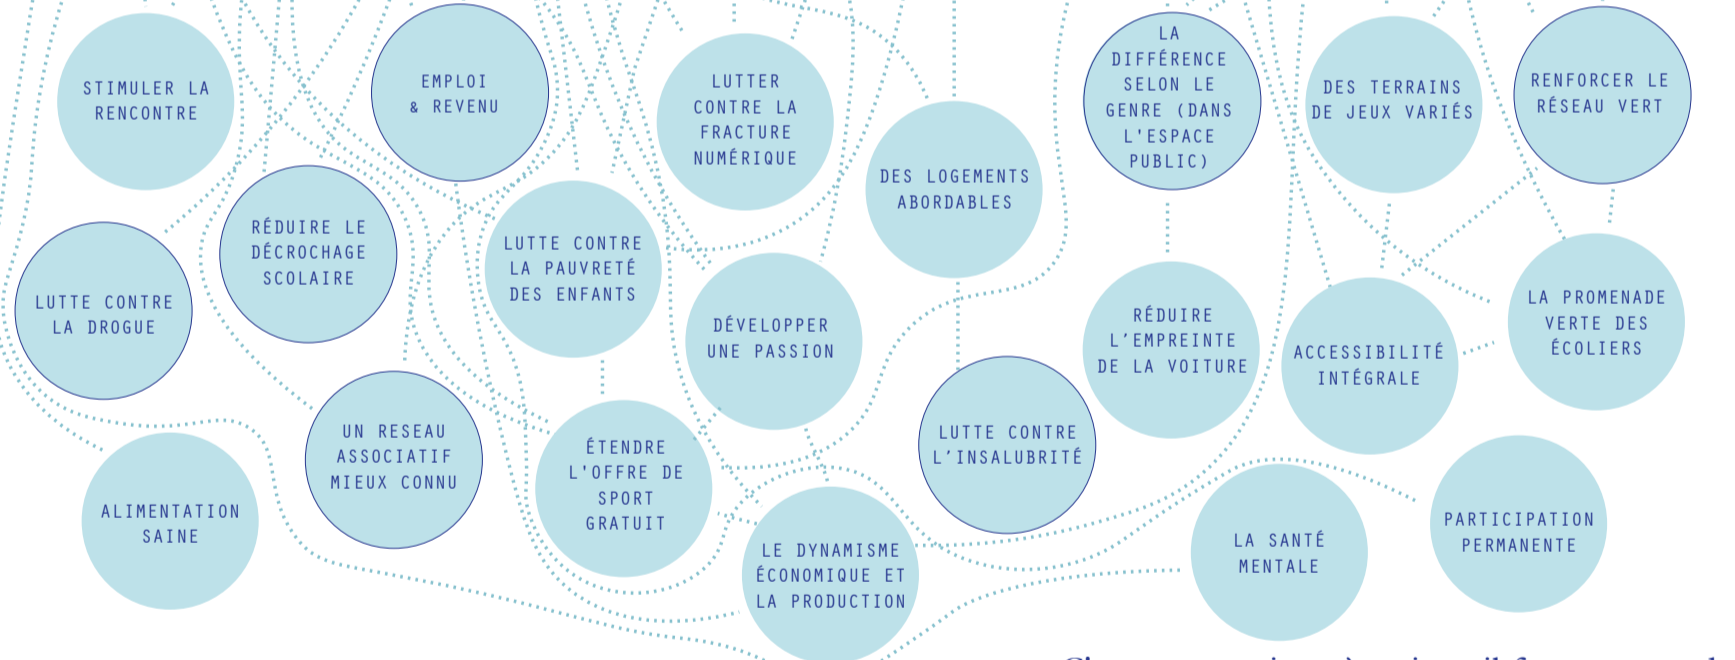 STIMULER LA
RENCONTRE
EMPLOI
& REVENU
LUTTER
CONTRE LA
FRACTURE
NUMÉRIQUE
DES LOGEMENTS
ABORDABLES
LA
DIFFÉRENCE
SELON LE
GENRE (DANS
L'ESPACE
PUBLIC)
DES TERRAINS
DE JEUX VARIÉS
RENFORCER LE
RÉSEAU VERT
LUTTE CONTRE
LA DROGUE
RÉDUIRE LE
DÉCROCHAGE
SCOLAIRE
LUTTE CONTRE
LA PAUVRETÉ
DES ENFANTS
DÉVELOPPER
UNE PASSION
RÉDUIRE
L’EMPREINTE
DE LA VOITURE
ACCESSIBILITÉ
INTÉGRALE
LA PROMENADE
VERTE DES
ÉCOLIERS
UN RESEAU
ASSOCIATIF
MIEUX CONNU
LUTTE CONTRE
L’INSALUBRITÉ
ALIMENTATION
SAINE
ÉTENDRE
L'OFFRE DE
SPORT
GRATUIT
LE DYNAMISME
ÉCONOMIQUE ET
LA PRODUCTION
LA SANTÉ
MENTALE
PARTICIPATION
PERMANENTE